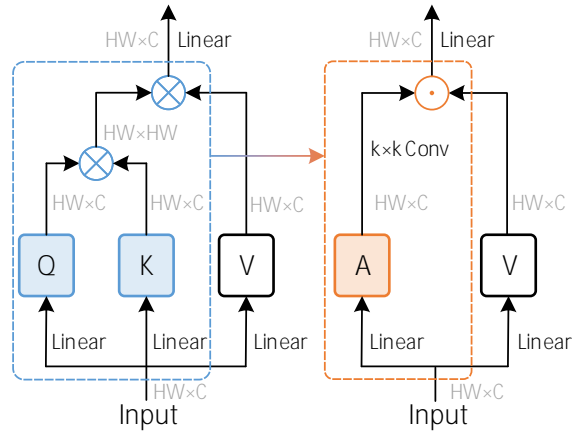 HW×C Linear
HW×C Linear
HW×HW
k×k Conv
HW×C HW×C HW×C
HW×C HW×C
Q K V
A V
Linear Linear Linear
Linear Linear
HW×C
HW×C
Input
Input